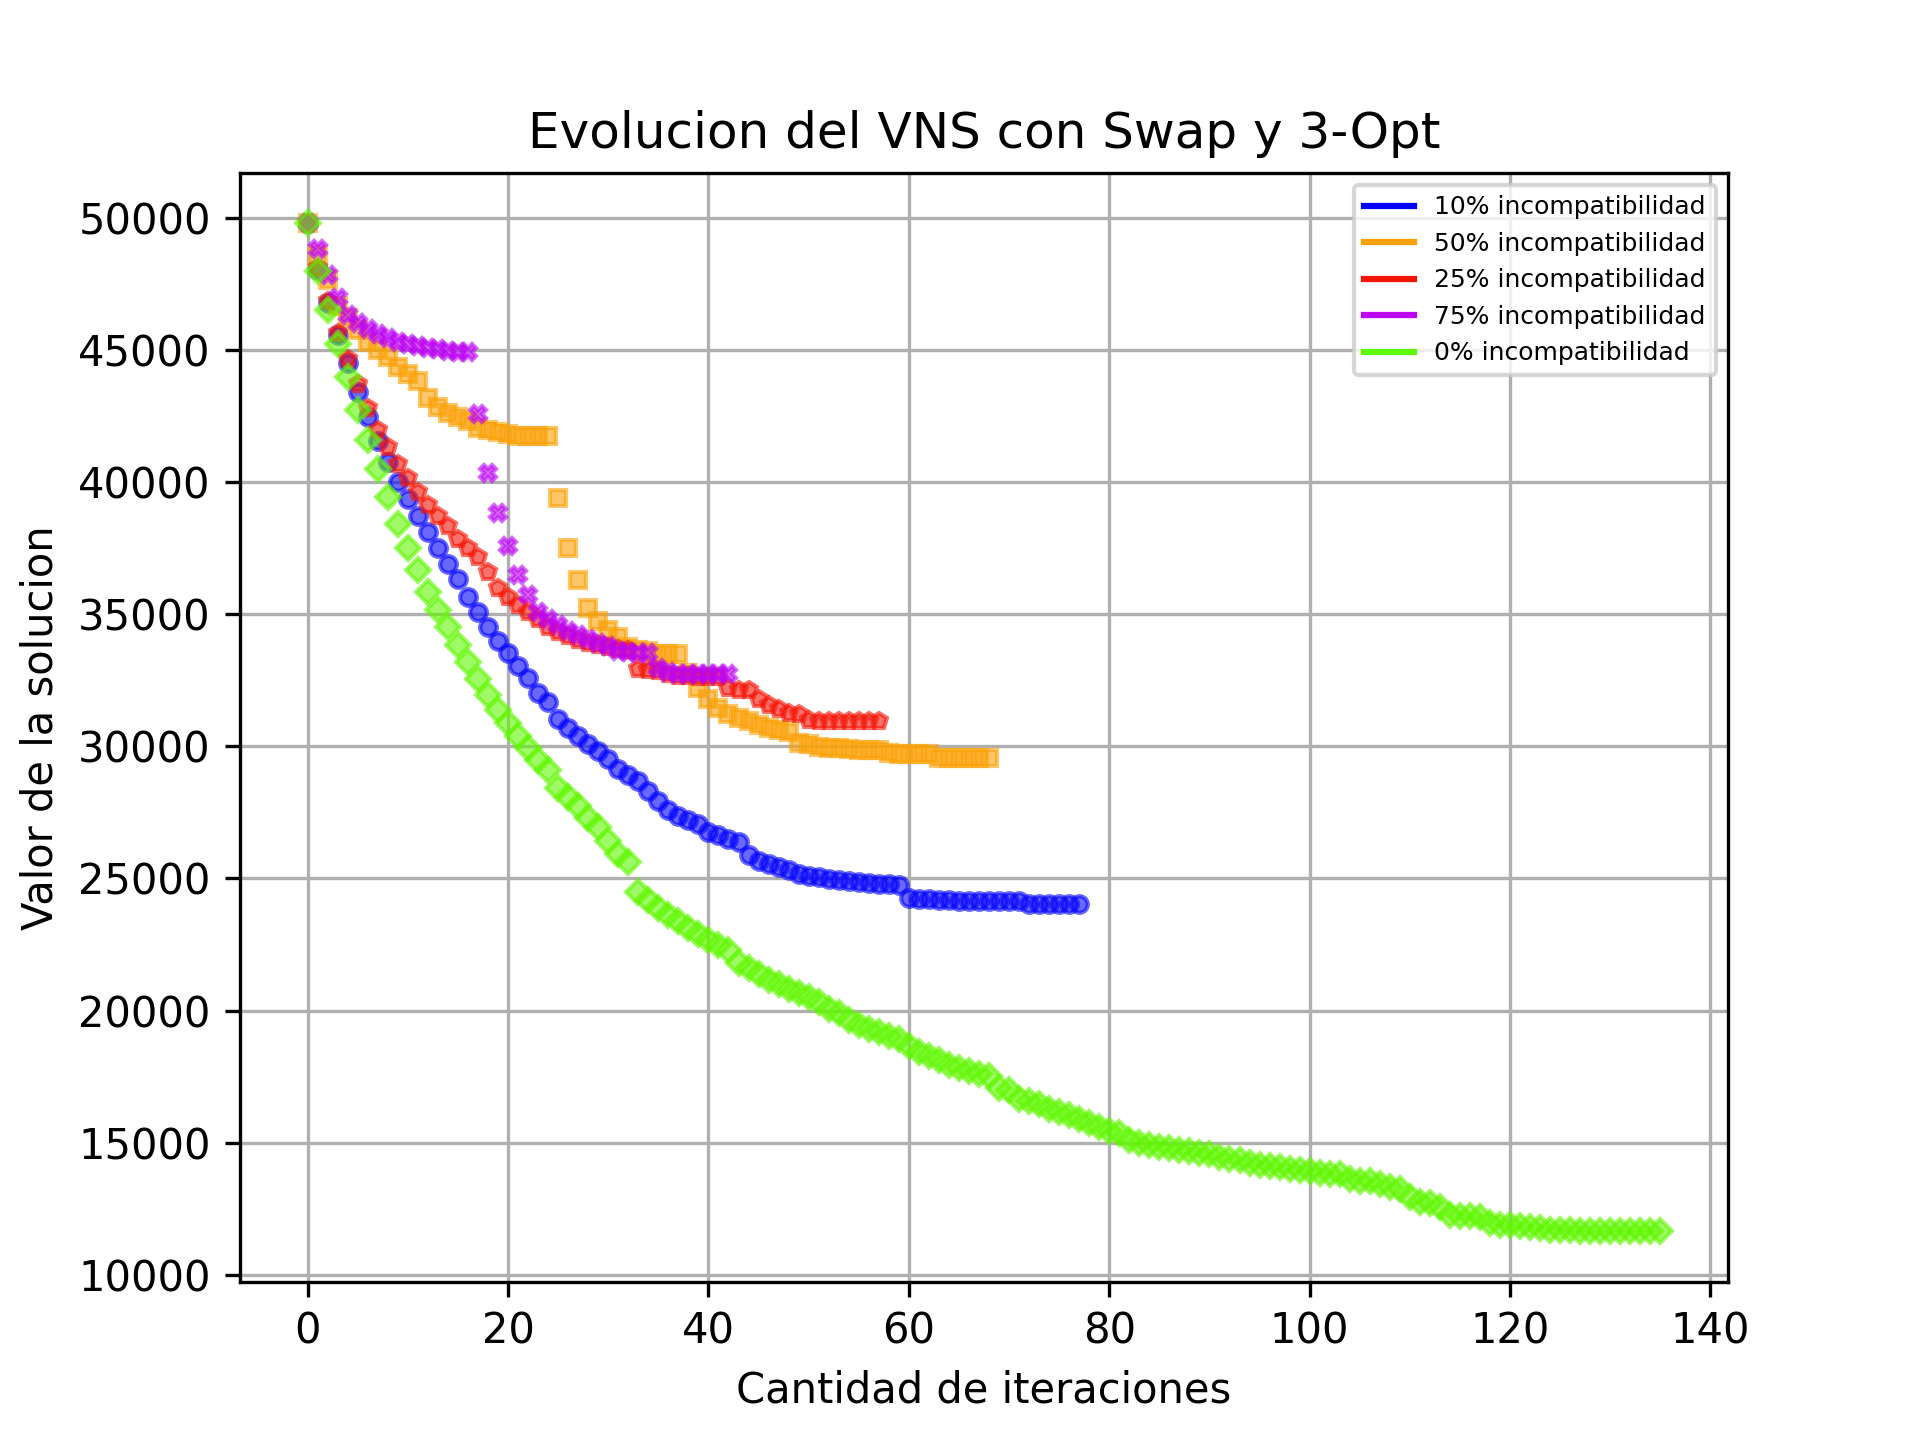 Evolucion del VNS con Swap y 3-Opt
10% incompatibilidad
50% incompatibilidad
25% incompatibilidad
75% incompatibilidad
0% incompatibilidad
Valor de la solucion
50000
45000
40000
35000
30000
25000
20000
15000
10000
0 20 40 60 80 100 120 140
Cantidad de iteraciones